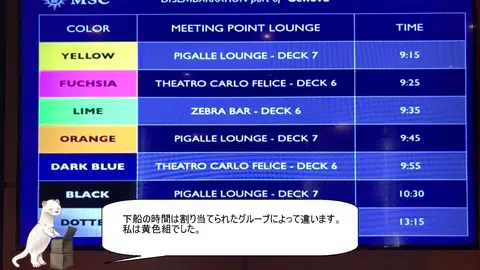 MSC
DISEMBARKATION port of Genova
COLOR MEETING POINT LOUNGE TIME
YELLOW PIGALLE LOUNGE - DECK 7 9:15
FUCHSIA THEATRO CARLO FELICE - DECK 6 9:25
LIME ZEBRA BAR - DECK 6 9:35
ORANGE PIGALLE LOUNGE - DECK 7 9:45
DARK BLUE THEATRO CARLO FELICE - DECK 6 9:55
BLACK PIGALLE LOUNGE - DECK 7 10:30
DOTTE 13:15
下船の時間は割り当てられたグループによって違います。
私は黄色組でした。